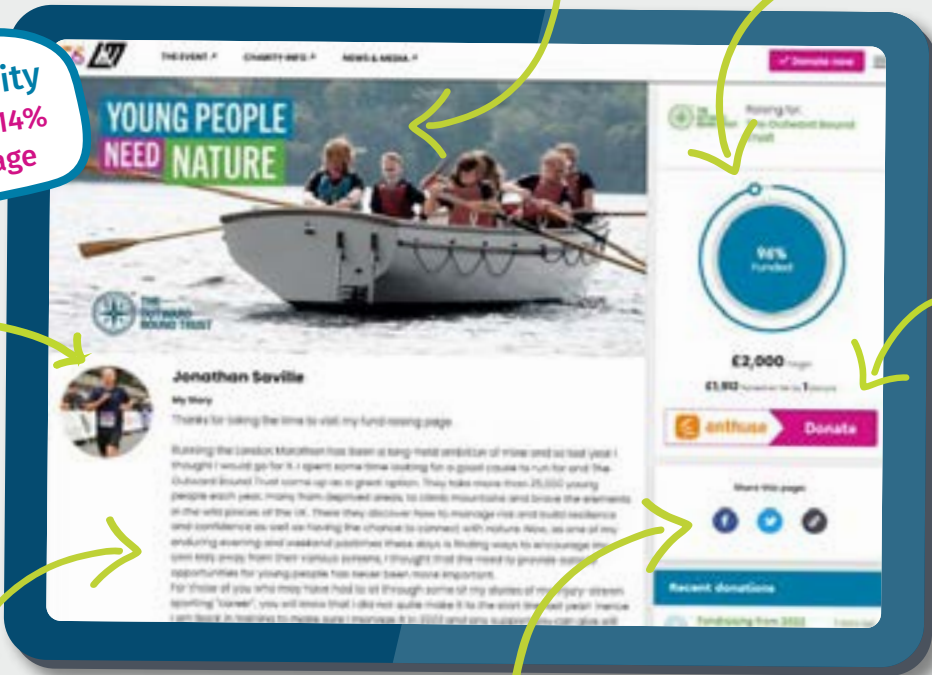 ity
14%
age
THE EVENT
CHARITY INFO
NEWS & MEDIA
Donate now
YOUNG PEOPLE
NEED NATURE
THE
OUTWARD
BOUND TRUST
Raising for:
The Outward Bound
Trust
96%
Funded
£2,000 Target
£1,912
enthuse Donate
Share this page:
Recent donations
Fundraising from 2022
Jonathan Saville
My Story
Thanks for taking the time to visit my fundraising page
Running the London Marathon has been a long-held ambition of mine and so last year I
thought I would go for it. I spent some time looking for a good cause to run for and The
Outward Bound Trust came up as a great option. They take more than 25,000 young
people each year, many from deprived areas, to climb mountains and brave the elements
in the wild places of the UK. There they discover how to manage risk and build resilience
and confidence as well as having the chance to connect with nature. Now, as one of my
enduring evening and weekend pastimes these days is finding ways to encourage my
own kids away from their various screens, I thought that the need to provide
opportunities for young people has never been more important.
For those of you who may have had to sit through some of my stories of my injury-strewn
sporting "career", you will know that I did not quite make it to the start line last year! Hence
I am back in training to make sure I manage it in 2023 and any support you can give will